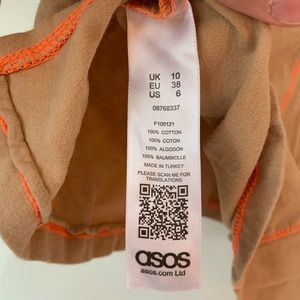 UK 10
EU 38
US 6
08768337
F100121
100% COTTON
100% COTON
100% ALGODÓN
100% BAUMWOLLE
MADE IN TURKEY
PLEASE SCAN ME FOR
TRANSLATIONS
asos
asos.com Ltd